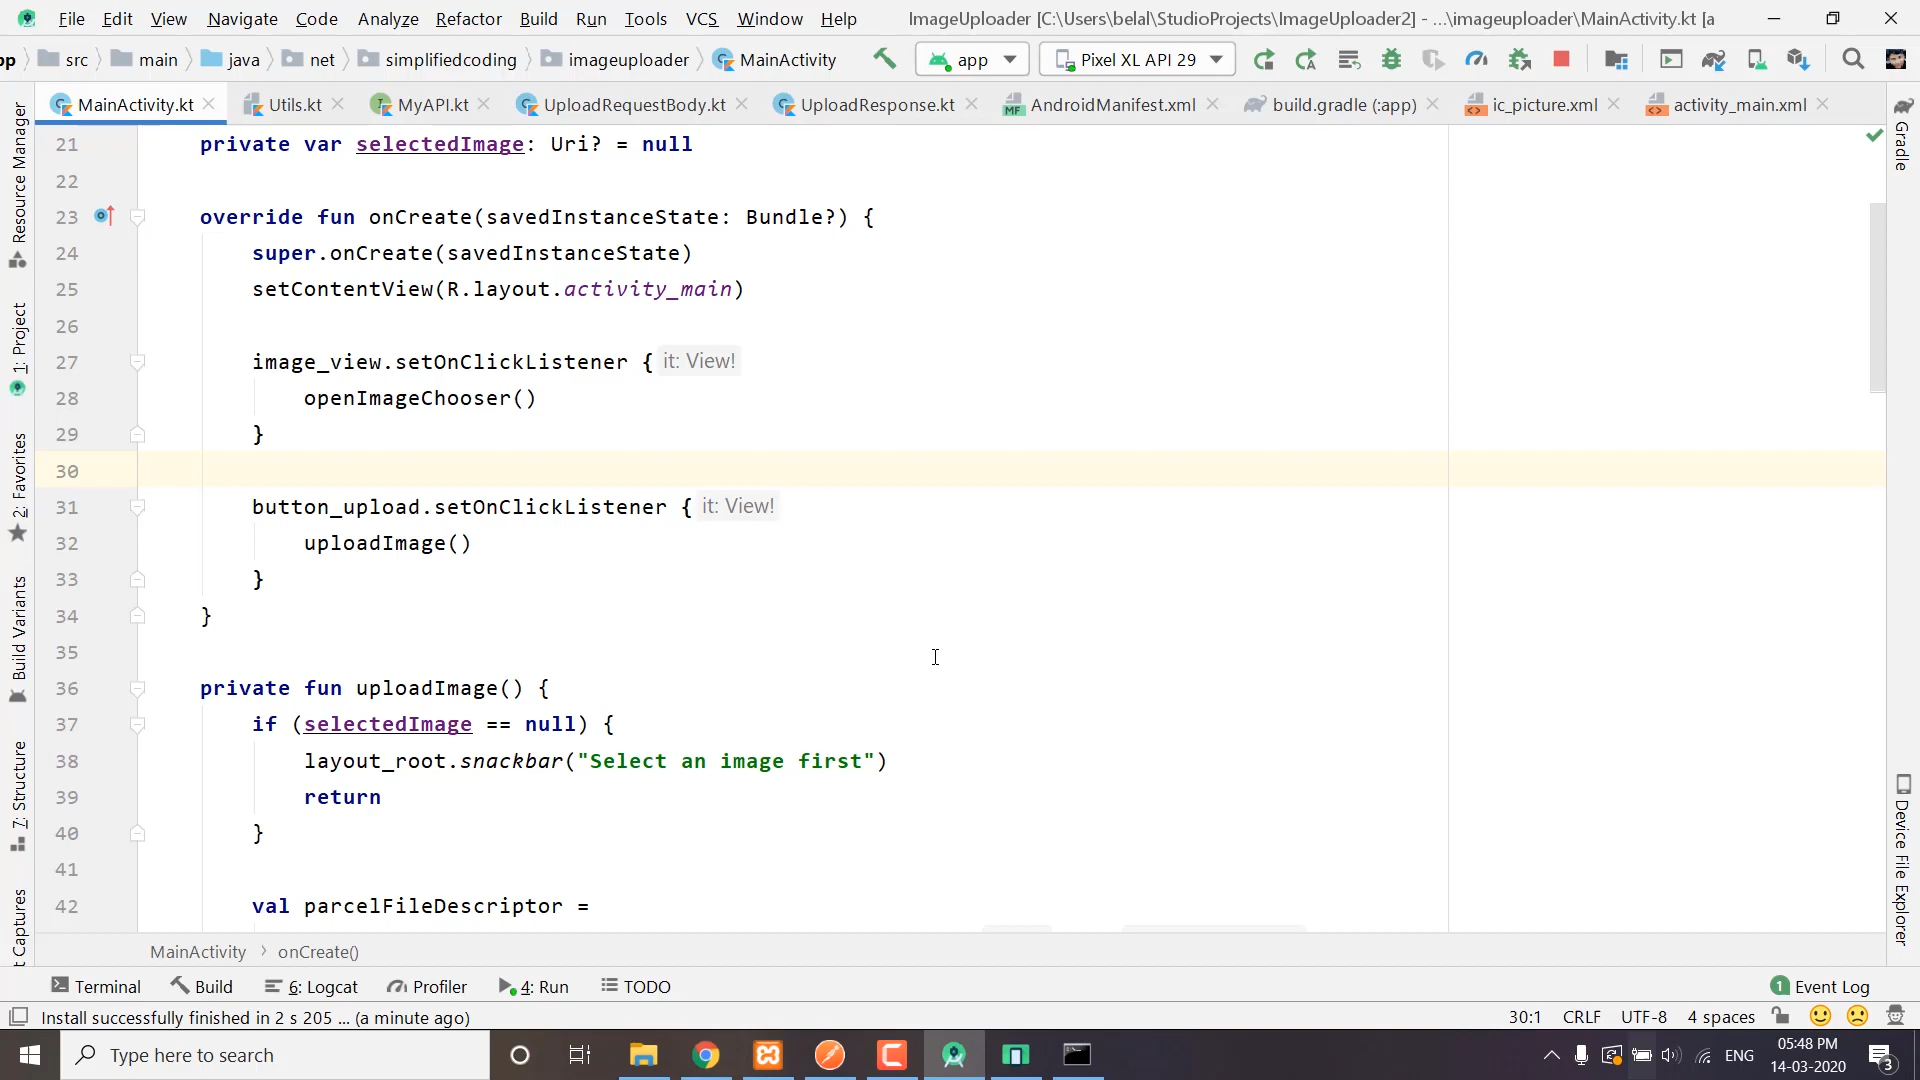 File Edit View Navigate Code Analyze Refactor Build Run Tools VCS Window Help ImageUploader [C:\Users\belal\StudioProjects\ImageUploader2] - ...\imageuploader\MainActivity.kt [a
pp src main java net simplifiedcoding imageuploader MainActivity app Pixel XL API 29
MainActivity.kt Utils.kt MyAPI.kt UploadRequestBody.kt UploadResponse.kt AndroidManifest.xml build.gradle (:app) ic_picture.xml activity_main.xml
Resource Manager
1: Project
2: Favorites
Build Variants
7: Structure
t Captures
21 private var selectedImage: Uri? = null
22
23 override fun onCreate(savedInstanceState: Bundle?) {
24 super.onCreate(savedInstanceState)
25 setContentView(R.layout.activity_main)
26
27 image_view.setOnClickListener { it: View!
28 openImageChooser()
29 }
30
31 button_upload.setOnClickListener { it: View!
32 uploadImage()
33 }
34 }
35
36 private fun uploadImage() {
37 if (selectedImage == null) {
38 layout_root.snackbar("Select an image first")
39 return
40 }
41
42 val parcelFileDescriptor =
Gradle
Device File Explorer
MainActivity onCreate()
Terminal Build 6: Logcat Profiler 4: Run TODO 1 Event Log
Install successfully finished in 2 s 205 ... (a minute ago) 30:1 CRLF UTF-8 4 spaces
Type here to search ENG 05:48 PM
14-03-2020 3